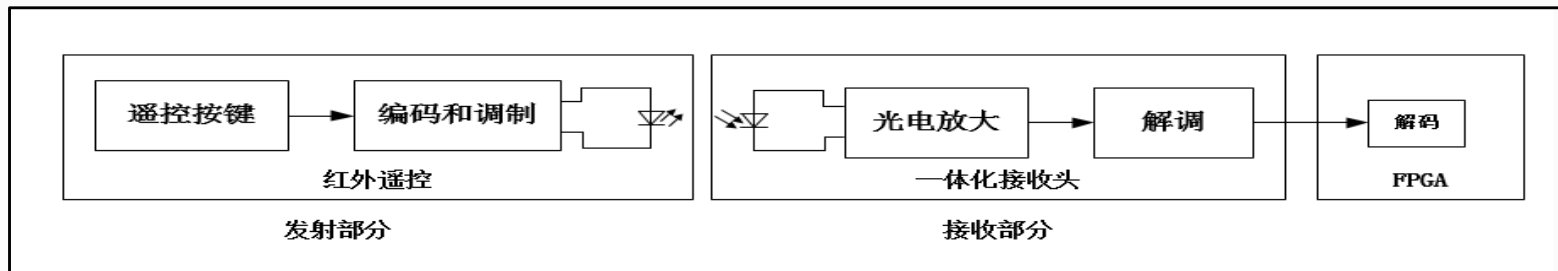 遥控按键
编码和调制
光电放大
解调
解码
红外遥控
一体化接收头
FPGA
发射部分
接收部分